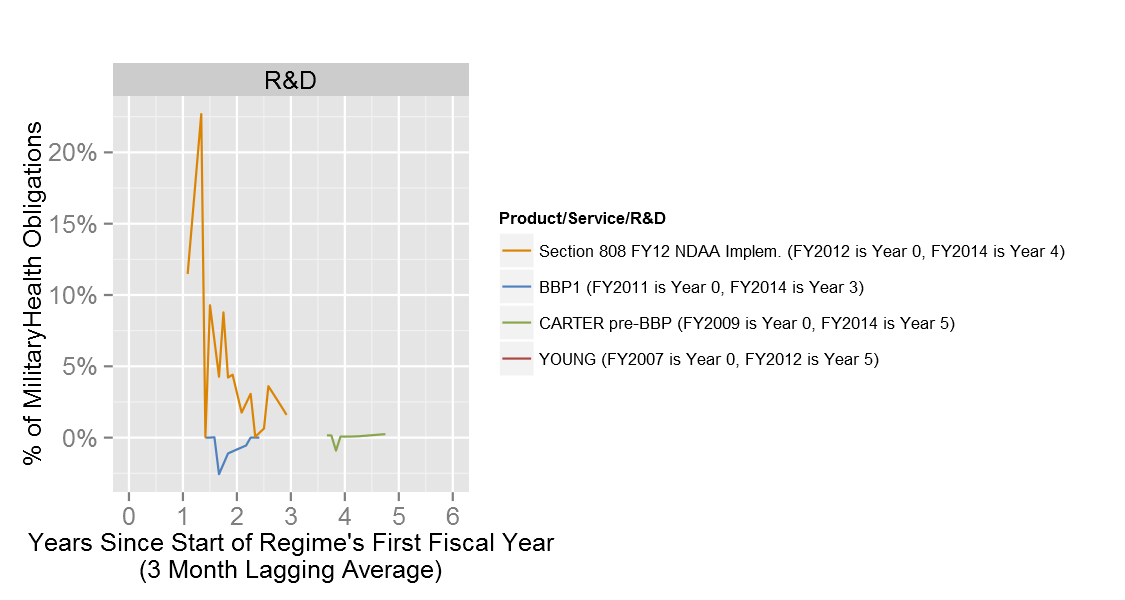 R&D
% of MilitaryHealth Obligations
20%
15%
10%
5%
0%
0 1 2 3 4 5 6
Years Since Start of Regime's First Fiscal Year
(3 Month Lagging Average)
Product/Service/R&D
Section 808 FY12 NDAA Implem. (FY2012 is Year 0, FY2014 is Year 4)
BBP1 (FY2011 is Year 0, FY2014 is Year 3)
CARTER pre-BBP (FY2009 is Year 0, FY2014 is Year 5)
YOUNG (FY2007 is Year 0, FY2012 is Year 5)